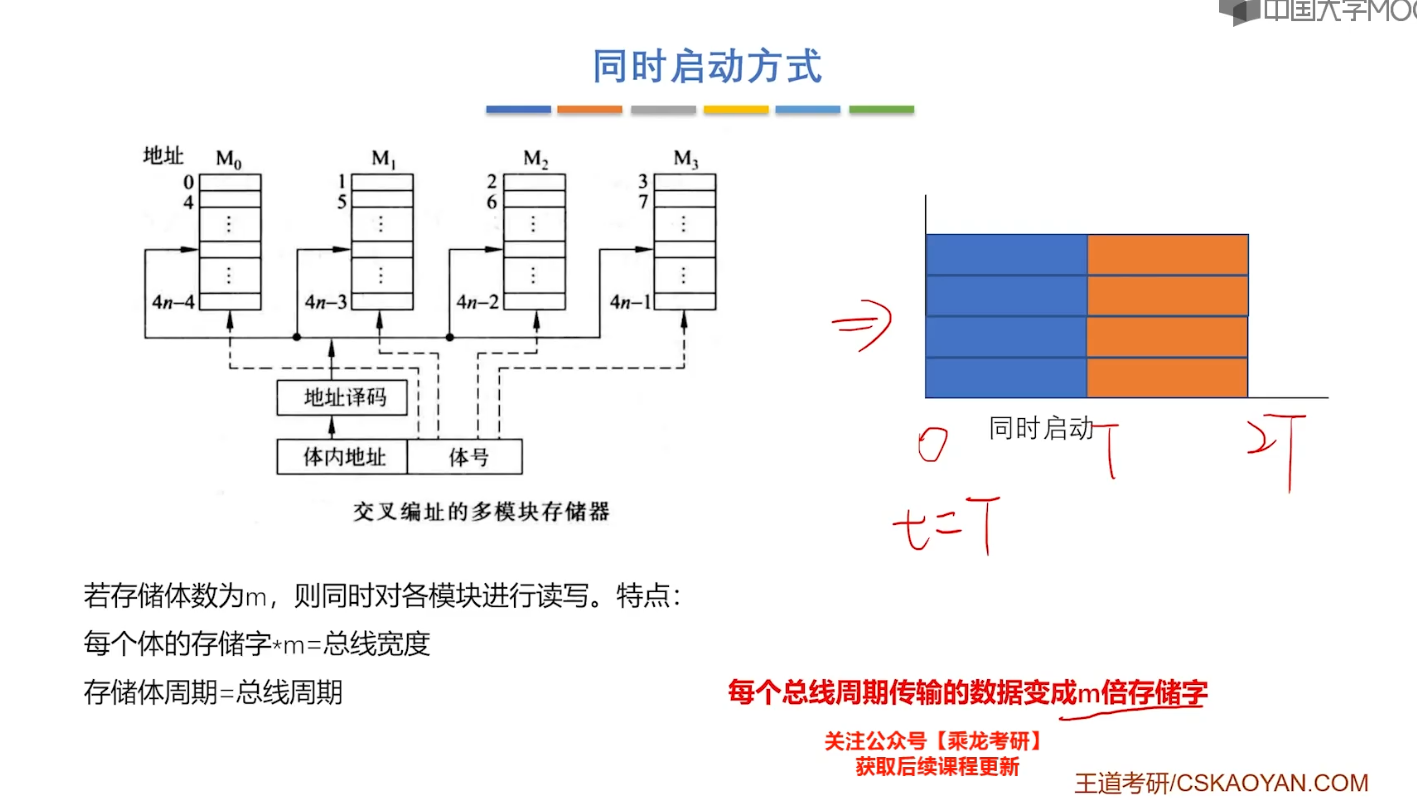 中国大学MOO
同时启动方式
地址 M₀ M₁ M₂ M₃
0 1 2 3
4 5 6 7
⋮ ⋮ ⋮ ⋮
⋮ ⋮ ⋮ ⋮
4n−4 4n−3 4n−2 4n−1
地址译码
体内地址 体号
交叉编址的多模块存储器
⇒
同时启动
0 T 2T
t=T
若存储体数为m，则同时对各模块进行读写。特点：
每个体的存储字*m=总线宽度
存储体周期=总线周期
每个总线周期传输的数据变成m倍存储字
关注公众号【乘龙考研】
获取后续课程更新
王道考研/CSKAOYAN.COM